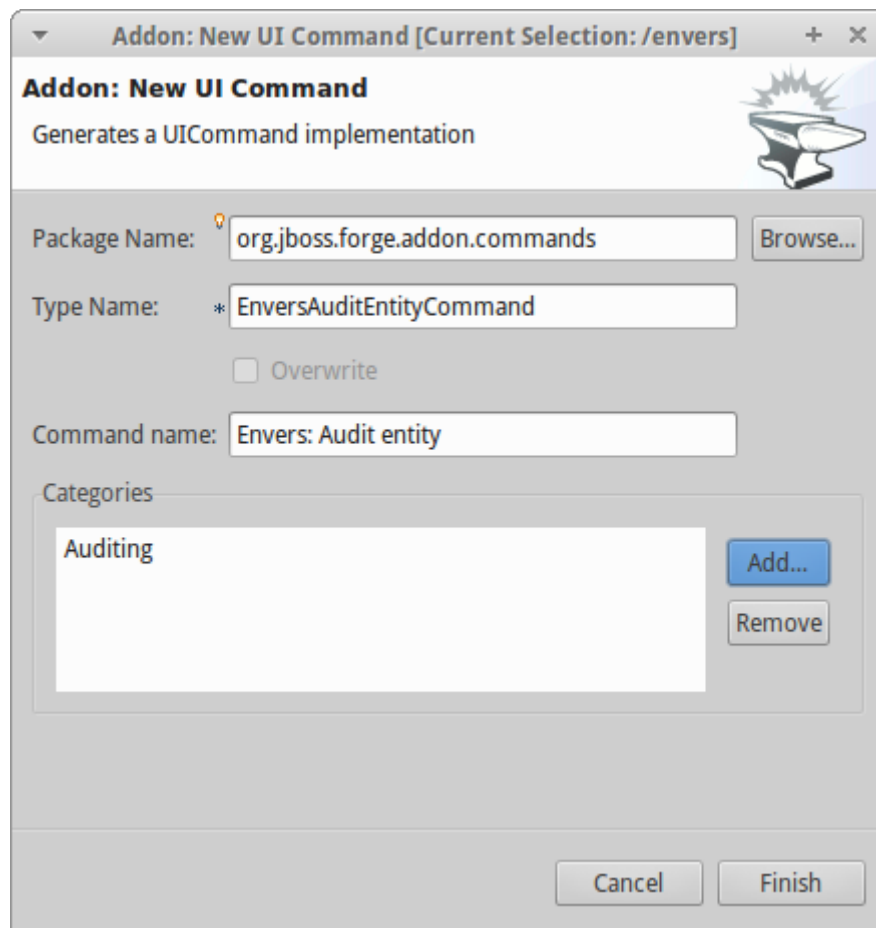 Addon: New UI Command [Current Selection: /envers]
Addon: New UI Command
Generates a UICommand implementation
Package Name: org.jboss.forge.addon.commands Browse...
Type Name: * EnversAuditEntityCommand
Overwrite
Command name: Envers: Audit entity
Categories
Auditing
Add...
Remove
Cancel Finish